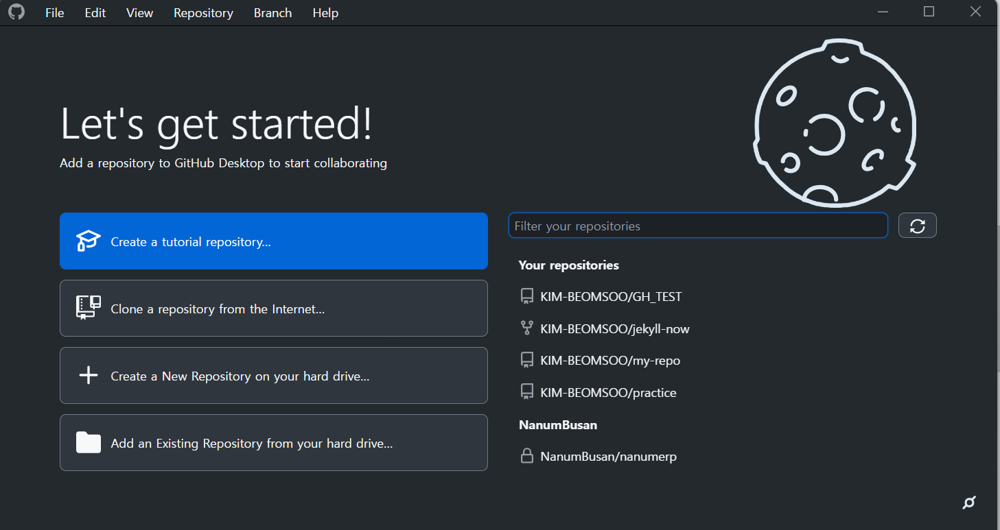 File Edit View Repository Branch Help
Let's get started!
Add a repository to GitHub Desktop to start collaborating
Create a tutorial repository...
Clone a repository from the Internet...
Create a New Repository on your hard drive...
Add an Existing Repository from your hard drive...
Filter your repositories
Your repositories
KIM-BEOMSOO/GH_TEST
KIM-BEOMSOO/jekyll-now
KIM-BEOMSOO/my-repo
KIM-BEOMSOO/practice
NanumBusan
NanumBusan/nanumerp